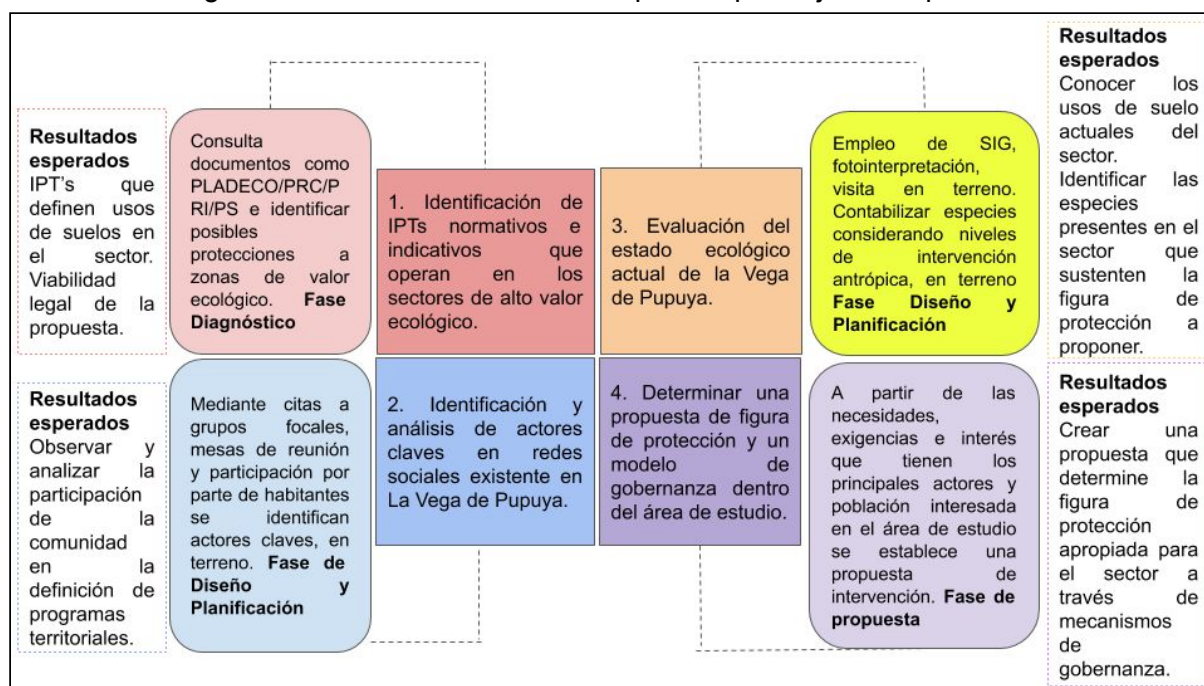 Resultados
esperados
IPT's que
definen usos
de suelos en
el sector.
Viabilidad
legal de la
propuesta.
Consulta
documentos como
PLADECO/PRC/P
RI/PS e identificar
posibles
protecciones a
zonas de valor
ecológico. Fase
Diagnóstico
1. Identificación de
IPTs normativos e
indicativos que
operan en los
sectores de alto valor
ecológico.
3. Evaluación del
estado ecológico
actual de la Vega
de Pupuya.
Empleo de SIG,
fotointerpretación,
visita en terreno.
Contabilizar especies
considerando niveles
de intervención
antrópica, en terreno
Fase Diseño y
Planificación
Resultados
esperados
Conocer los
usos de suelo
actuales del
sector.
Identificar las
especies
presentes en el
sector que
sustenten la
figura de
protección a
proponer.
Resultados
esperados
Observar y
analizar la
participación
de la
comunidad
en la
definición de
programas
territoriales.
Mediante citas a
grupos focales,
mesas de reunión
y participación por
parte de habitantes
se identifican
actores claves, en
terreno. Fase de
Diseño y
Planificación
2. Identificación y
análisis de actores
claves en redes
sociales existente en
La Vega de Pupuya.
4. Determinar una
propuesta de figura
de protección y un
modelo de
gobernanza dentro
del área de estudio.
A partir de las
necesidades,
exigencias e interés
que tienen los
principales actores y
población interesada
en el área de estudio
se establece una
propuesta de
intervención. Fase de
propuesta
Resultados
esperados
Crear una
propuesta que
determine la
figura de
protección
apropiada para
el sector a
través de
mecanismos
de
gobernanza.